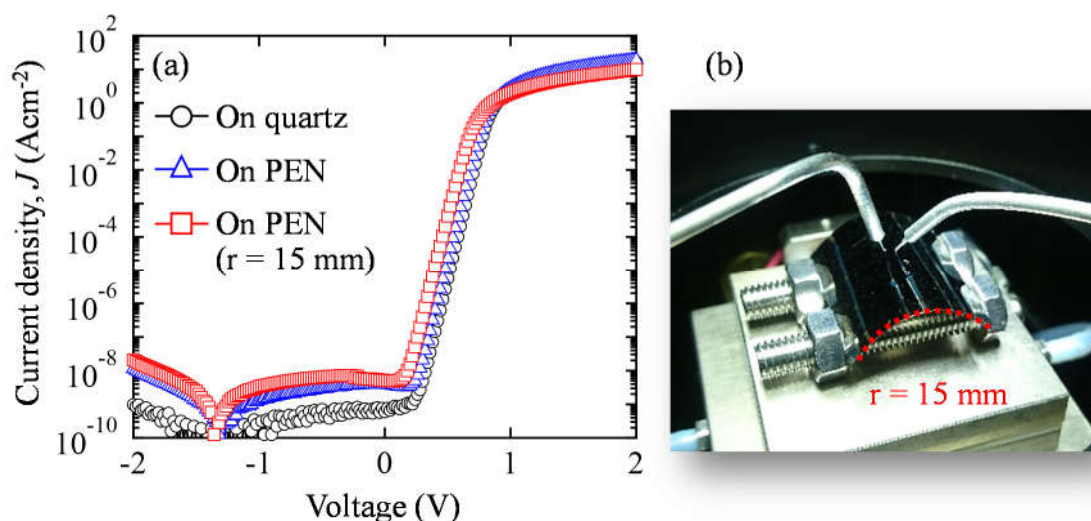 (a)
(b)
10²
10⁰
10⁻²
10⁻⁴
10⁻⁶
10⁻⁸
10⁻¹⁰
Current density, J (Acm⁻²)
On quartz
On PEN
On PEN
(r = 15 mm)
-2
-1
0
1
2
Voltage (V)
r = 15 mm